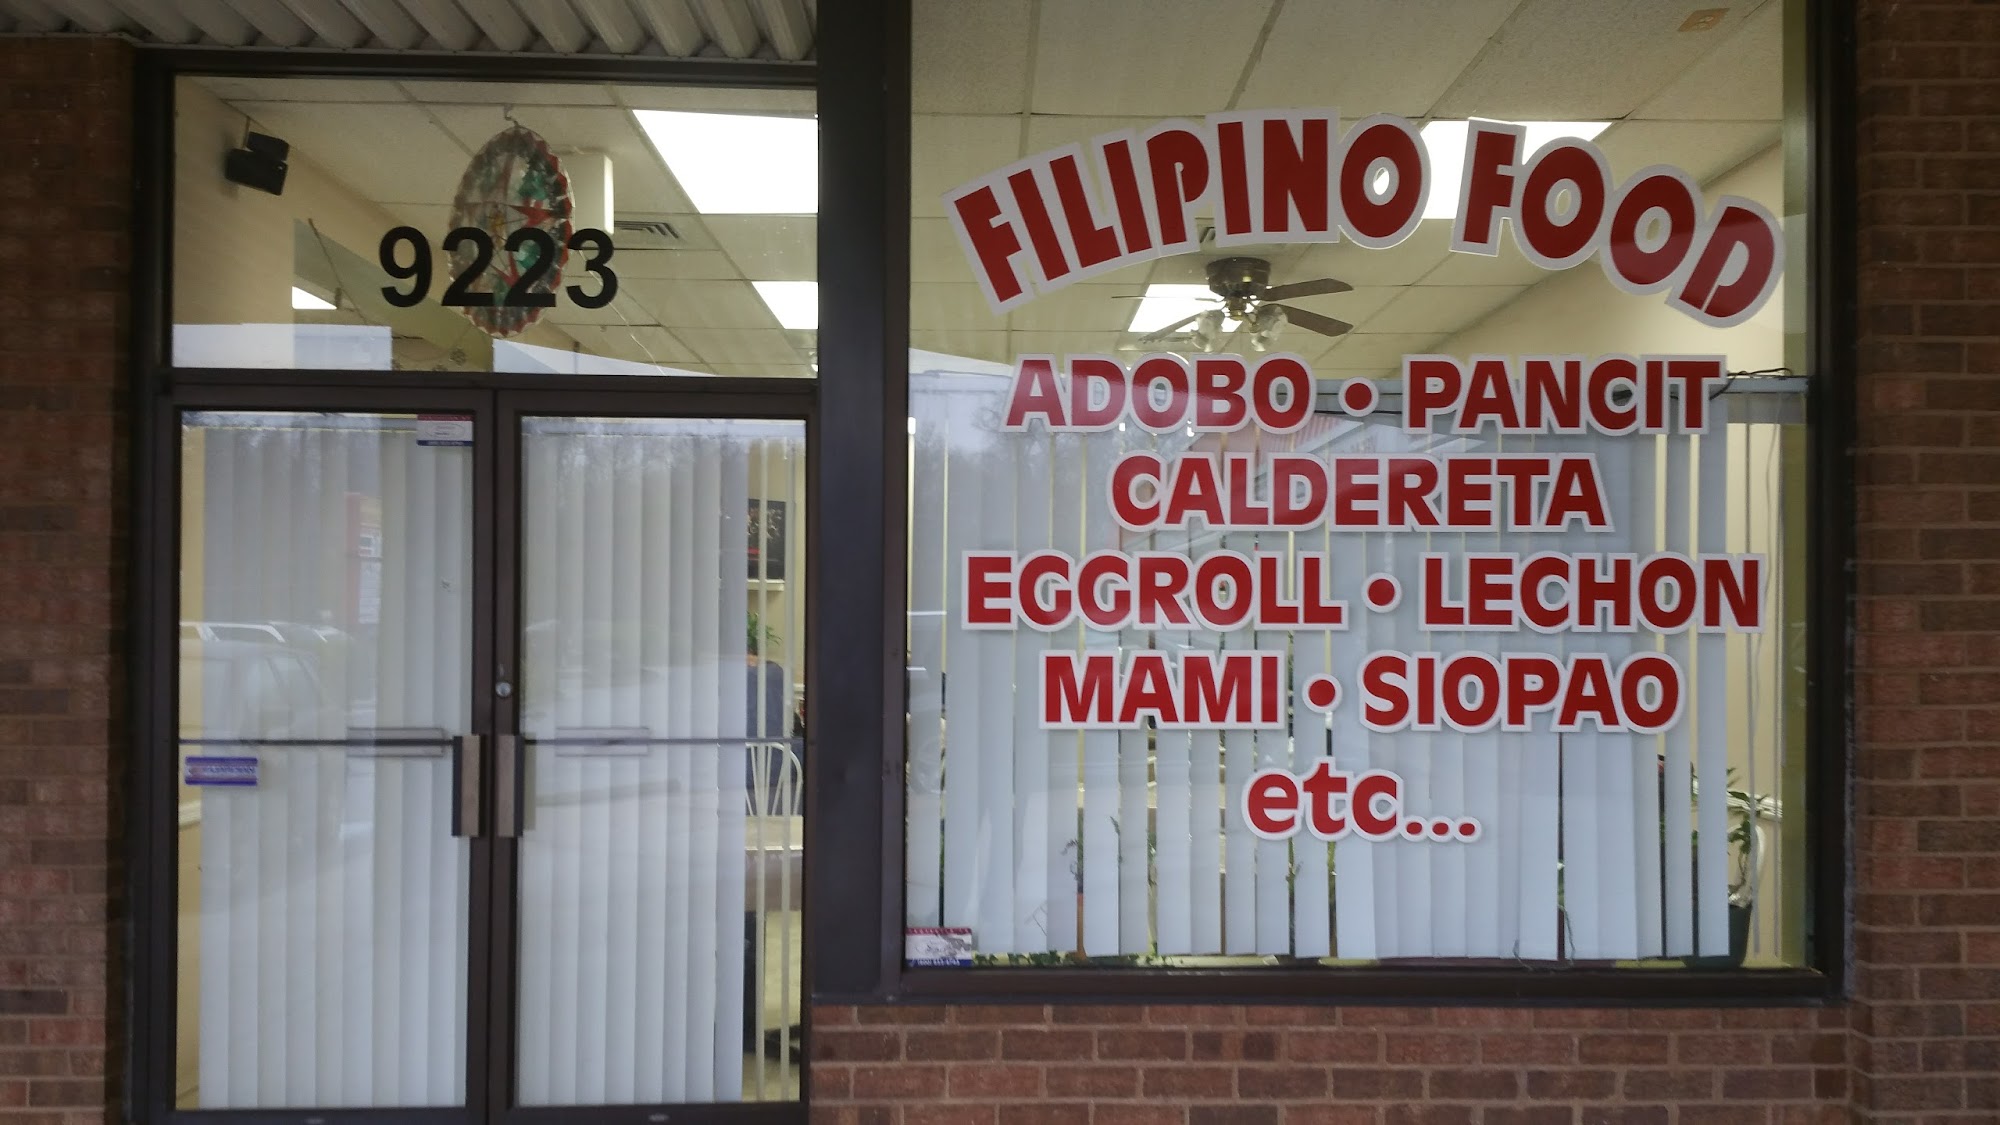 9223
FILIPINO FOOD
ADOBO • PANCIT
CALDERETA
EGGROLL • LECHON
MAMI • SIOPAO
etc...